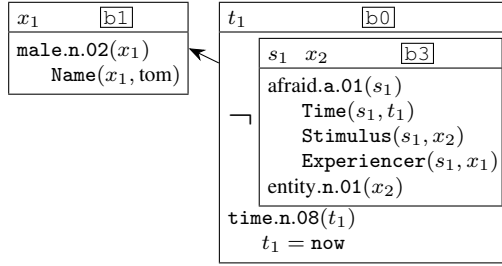 x₁ b1
male.n.02(x₁)
Name(x₁, tom)
t₁ b0
s₁ x₂ b3
¬
afraid.a.01(s₁)
Time(s₁, t₁)
Stimulus(s₁, x₂)
Experiencer(s₁, x₁)
entity.n.01(x₂)
time.n.08(t₁)
t₁ = now